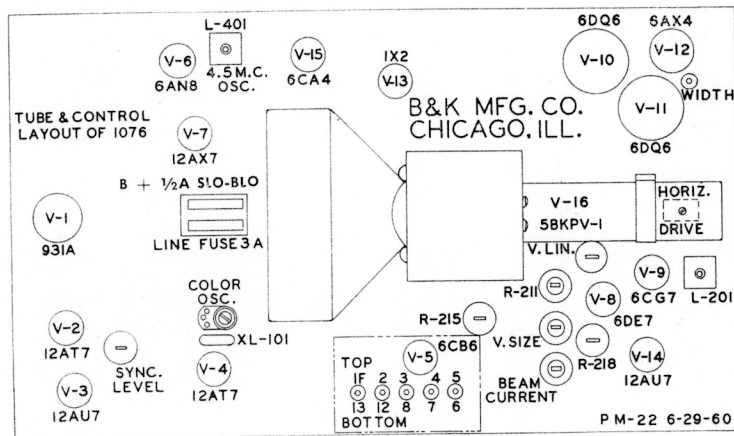 L-401
V-6
6AN8
4.5 M.C.
OSC.
V-15
6CA4
1X2
V-13
6DQ6
V-10
6AX4
V-12
WIDTH
V-11
6DQ6
B&K MFG. CO.
CHICAGO, ILL.
TUBE & CONTROL
LAYOUT OF 1076
V-7
12AX7
B + 1/2A SLO-BLO
LINE FUSE 3A
V-1
931A
V-16
5BKPV-1
HORIZ.
DRIVE
V. LIN.
COLOR
OSC.
XL-101
R-211
V-9
6CG7
L-201
V-8
6DE7
R-215
V. SIZE
R-218
V-2
12AT7
SYNC.
LEVEL
V-3
12AU7
V-4
12AT7
6CB6
V-5
TOP
1F 2 3 4 5
13 12 8 7 6
BOTTOM
BEAM
CURRENT
V-14
12AU7
PM-22 6-29-60